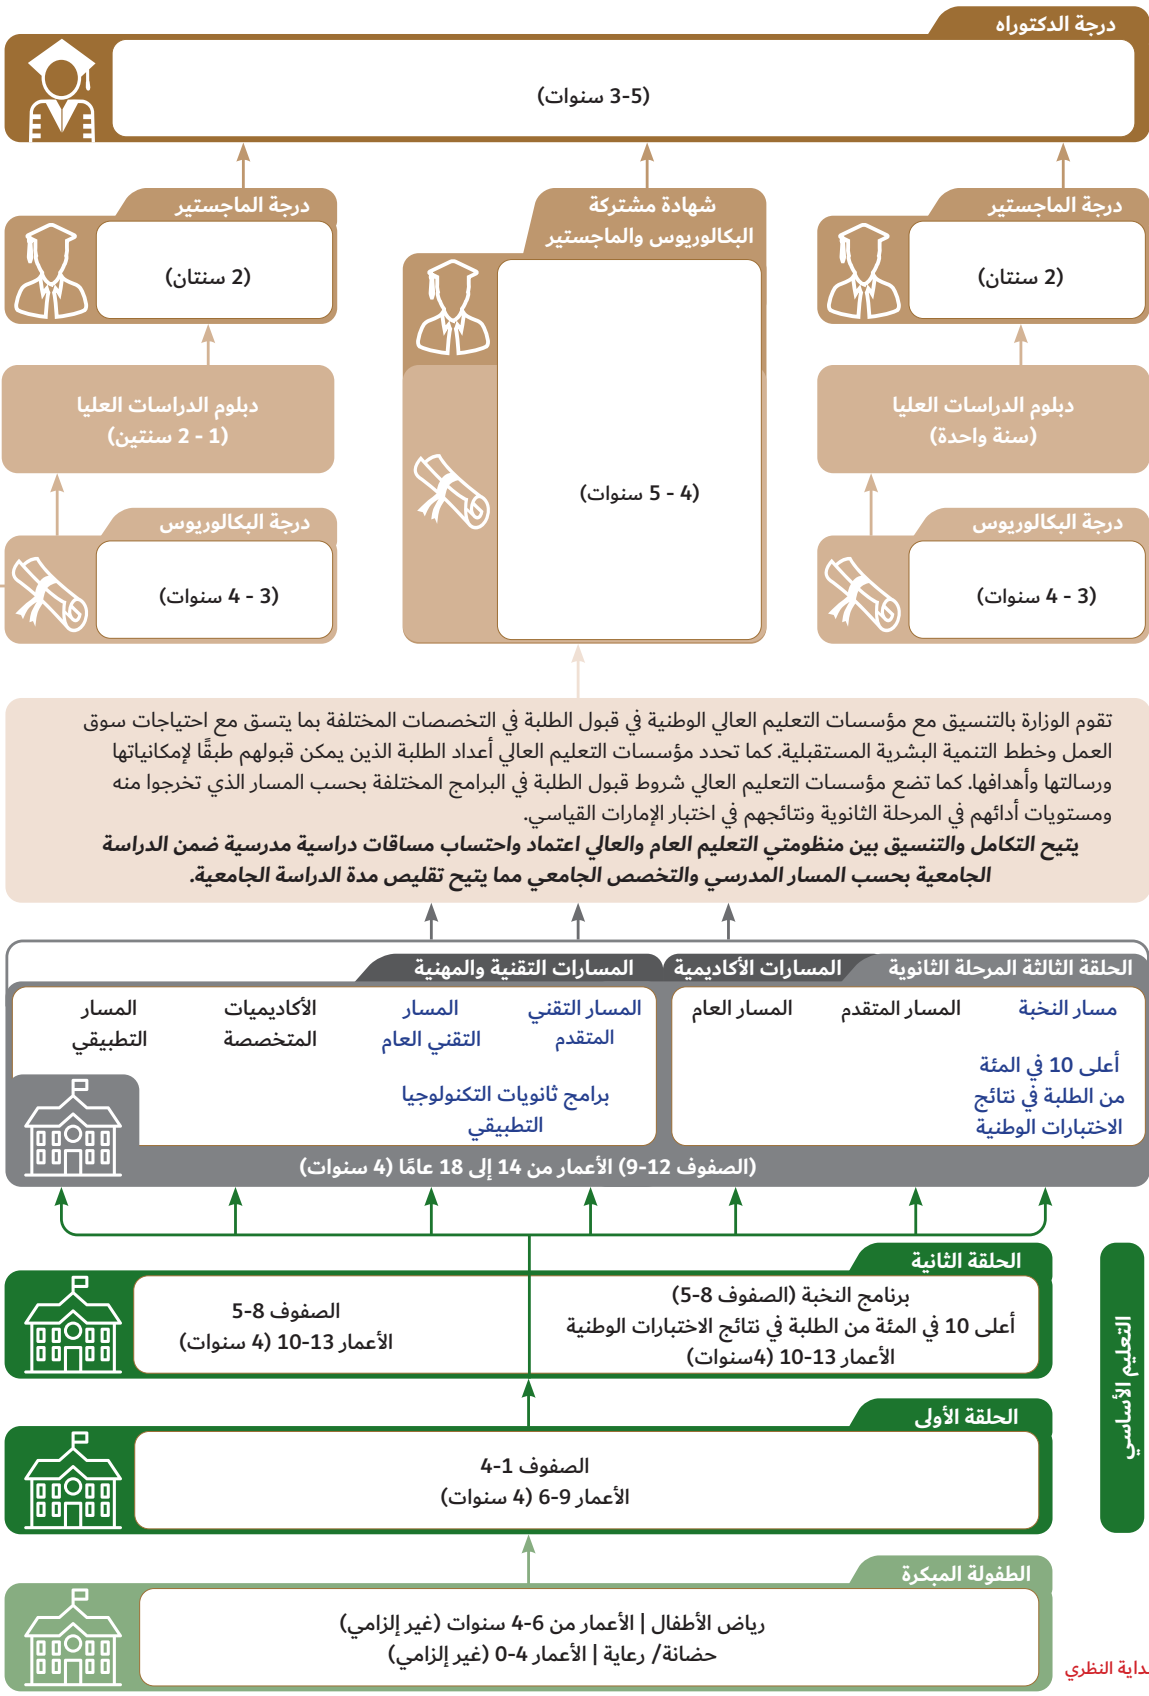 درجة الدكتوراه
(3-5 سنوات)
درجة الماجستير
(2 سنتان)
شهادة مشتركة
البكالوريوس والماجستير
درجة الماجستير
(2 سنتان)
دبلوم الدراسات العليا
(سنة واحدة)
دبلوم الدراسات العليا
(1 - 2 سنتين)
(4 - 5 سنوات)
درجة البكالوريوس
(3 - 4 سنوات)
درجة البكالوريوس
(3 - 4 سنوات)
تقوم الوزارة بالتنسيق مع مؤسسات التعليم العالي الوطنية في قبول الطلبة في التخصصات المختلفة بما يتسق مع احتياجات سوق
العمل وخطط التنمية البشرية المستقبلية. كما تحدد مؤسسات التعليم العالي أعداد الطلبة الذين يمكن قبولهم طبقًا لإمكانياتها
ورسالتها وأهدافها. كما تضع مؤسسات التعليم العالي شروط قبول الطلبة في البرامج المختلفة بحسب المسار الذي تخرجوا منه
ومستويات أدائهم في المرحلة الثانوية ونتائجهم في اختبار الإمارات القياسي.
يتيح التكامل والتنسيق بين منظومتي التعليم العام والعالي اعتماد واحتساب مساقات دراسية مدرسية ضمن الدراسة
الجامعية بحسب المسار المدرسي والتخصص الجامعي مما يتيح تقليص مدة الدراسة الجامعية.
الحلقة الثالثة المرحلة الثانوية
المسارات الأكاديمية
المسارات التقنية والمهنية
مسار النخبة
أعلى 10 في المئة
من الطلبة في نتائج
الاختبارات الوطنية
المسار المتقدم
المسار العام
المسار التقني
المتقدم
المسار
التقني العام
برامج ثانويات التكنولوجيا
التطبيقي
الأكاديميات
المتخصصة
المسار
التطبيقي
(الصفوف 12-9) الأعمار من 14 إلى 18 عامًا (4 سنوات)
التعليم الأساسي
الحلقة الثانية
برنامج النخبة (الصفوف 8-5)
أعلى 10 في المئة من الطلبة في نتائج الاختبارات الوطنية
الأعمار 13-10 (4سنوات)
الصفوف 8-5
الأعمار 13-10 (4 سنوات)
الحلقة الأولى
الصفوف 1-4
الأعمار 9-6 (4 سنوات)
الطفولة المبكرة
رياض الأطفال | الأعمار من 6-4 سنوات (غير إلزامي)
حضانة/ رعاية | الأعمار 4-0 (غير إلزامي)
النظري